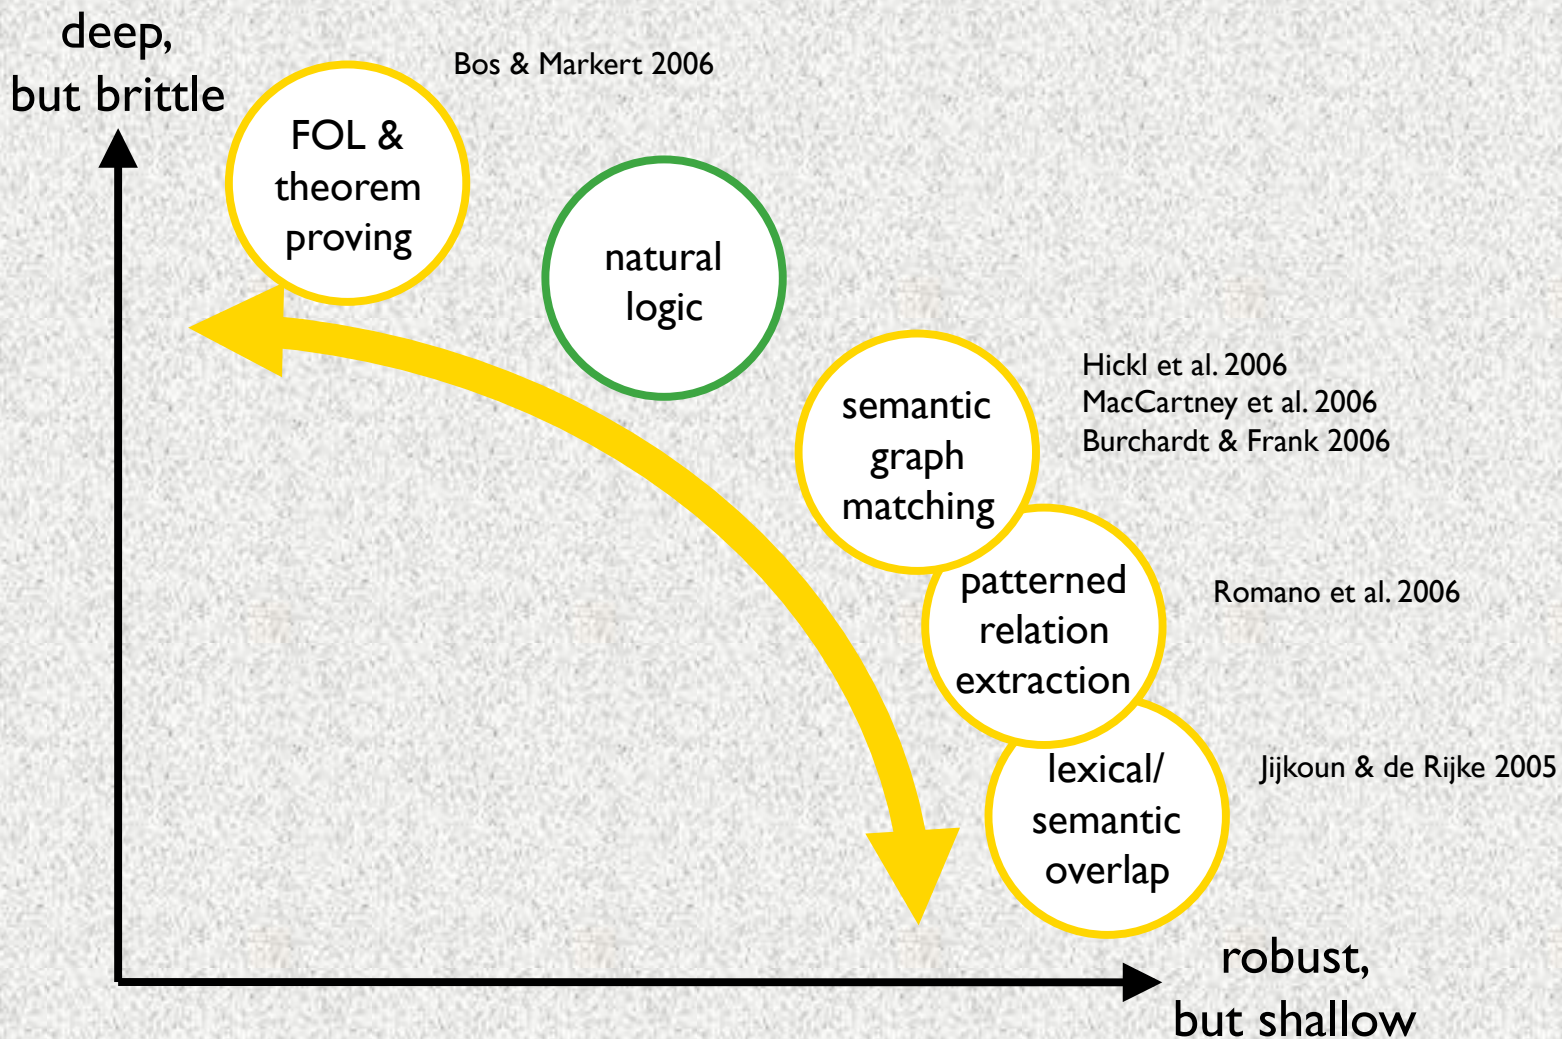 deep,
but brittle
Bos & Markert 2006
FOL &
theorem
proving
natural
logic
semantic
graph
matching
Hickl et al. 2006
MacCartney et al. 2006
Burchardt & Frank 2006
patterned
relation
extraction
Romano et al. 2006
lexical/
semantic
overlap
Jijkoun & de Rijke 2005
robust,
but shallow